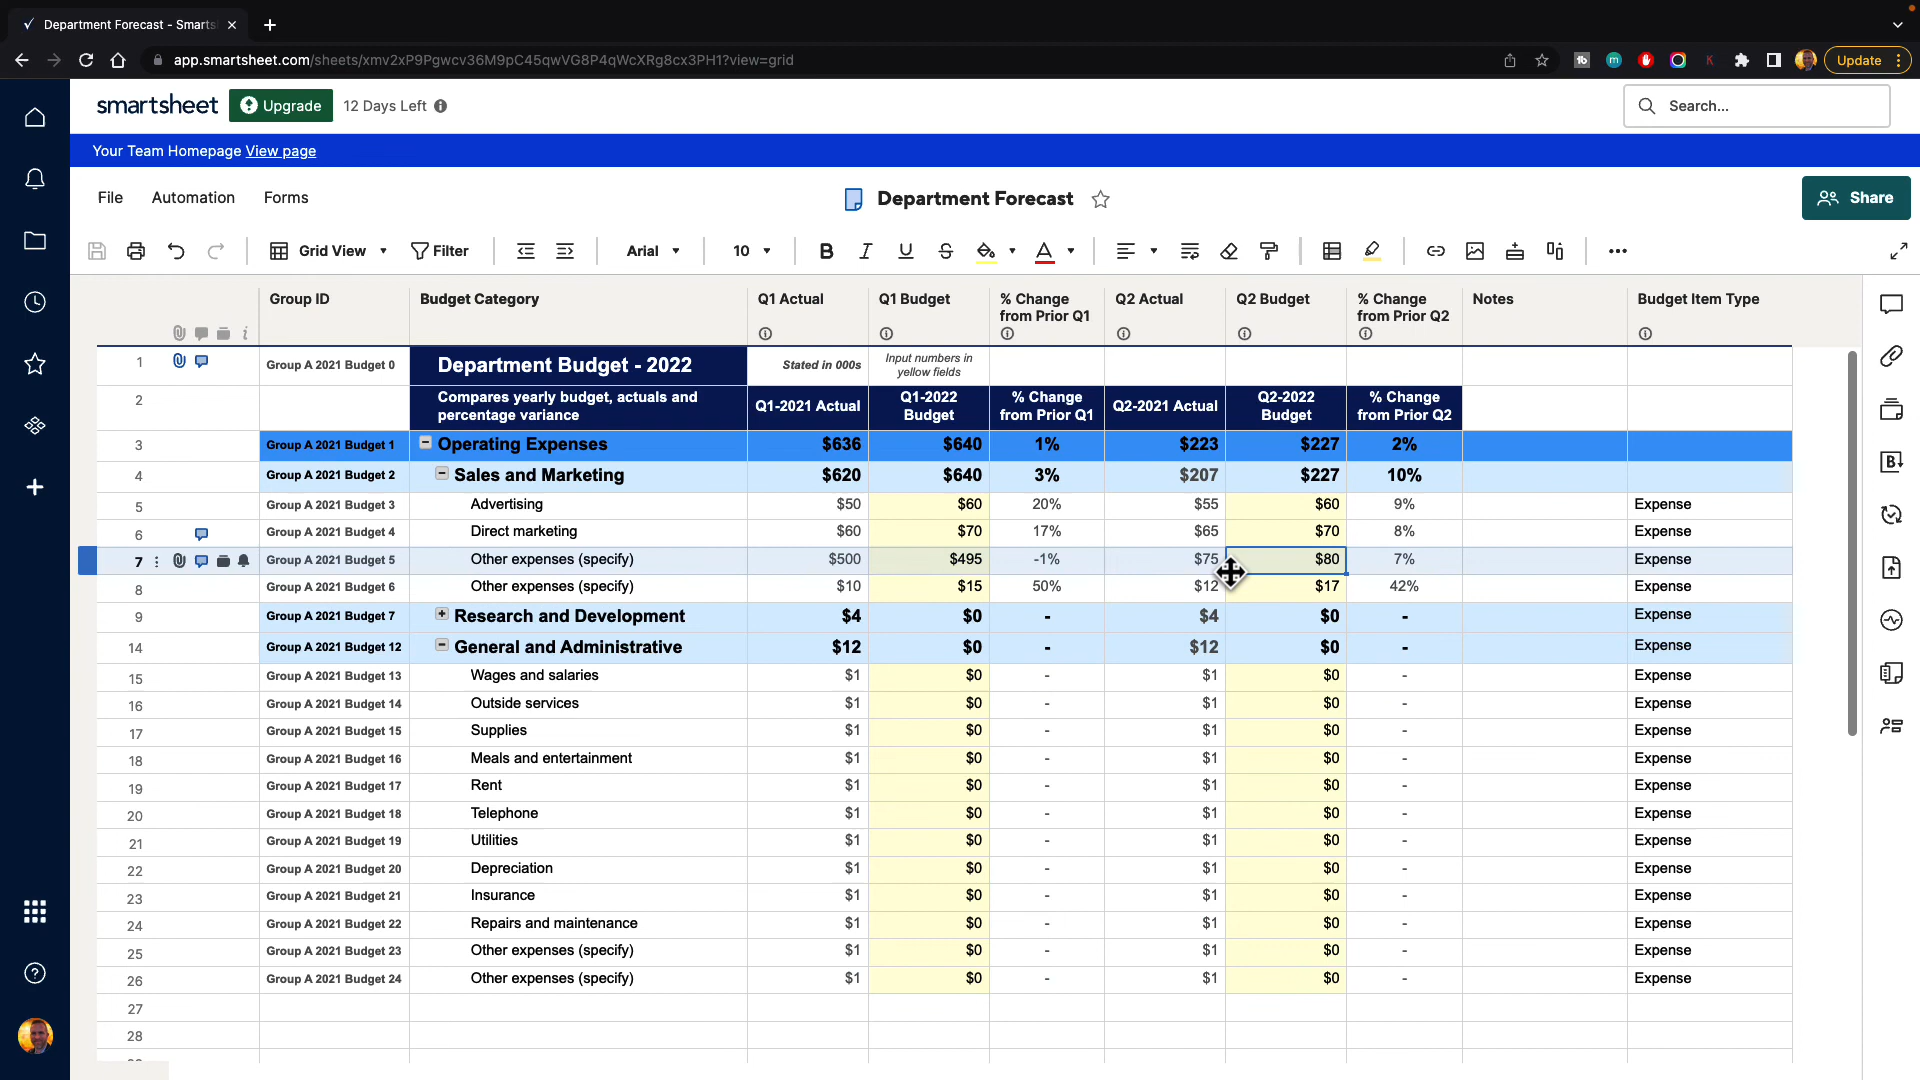 Department Forecast - Smarts
app.smartsheet.com/sheets/xmv2xP9Pgwcv36M9pC45qwVG8P4qWcXRg8cx3PH1?view=grid
Update
smartsheet Upgrade 12 Days Left
Search...
Your Team Homepage View page
File Automation Forms
Department Forecast
Share
Grid View Filter Arial 10 B I U S A
Group ID Budget Category Q1 Actual Q1 Budget % Change from Prior Q1 Q2 Actual Q2 Budget % Change from Prior Q2 Notes Budget Item Type
1 Group A 2021 Budget 0 Department Budget - 2022 Stated in 000s Input numbers in yellow fields
2 Compares yearly budget, actuals and percentage variance Q1-2021 Actual Q1-2022 Budget % Change from Prior Q1 Q2-2021 Actual Q2-2022 Budget % Change from Prior Q2
3 Group A 2021 Budget 1 Operating Expenses $636 $640 1% $223 $227 2%
4 Group A 2021 Budget 2 Sales and Marketing $620 $640 3% $207 $227 10%
5 Group A 2021 Budget 3 Advertising $50 $60 20% $55 $60 9% Expense
6 Group A 2021 Budget 4 Direct marketing $60 $70 17% $65 $70 8% Expense
7 Group A 2021 Budget 5 Other expenses (specify) $500 $495 -1% $75 $80 7% Expense
8 Group A 2021 Budget 6 Other expenses (specify) $10 $15 50% $12 $17 42% Expense
9 Group A 2021 Budget 7 Research and Development $4 $0 - $4 $0 - Expense
14 Group A 2021 Budget 12 General and Administrative $12 $0 - $12 $0 - Expense
15 Group A 2021 Budget 13 Wages and salaries $1 $0 - $1 $0 - Expense
16 Group A 2021 Budget 14 Outside services $1 $0 - $1 $0 - Expense
17 Group A 2021 Budget 15 Supplies $1 $0 - $1 $0 - Expense
18 Group A 2021 Budget 16 Meals and entertainment $1 $0 - $1 $0 - Expense
19 Group A 2021 Budget 17 Rent $1 $0 - $1 $0 - Expense
20 Group A 2021 Budget 18 Telephone $1 $0 - $1 $0 - Expense
21 Group A 2021 Budget 19 Utilities $1 $0 - $1 $0 - Expense
22 Group A 2021 Budget 20 Depreciation $1 $0 - $1 $0 - Expense
23 Group A 2021 Budget 21 Insurance $1 $0 - $1 $0 - Expense
24 Group A 2021 Budget 22 Repairs and maintenance $1 $0 - $1 $0 - Expense
25 Group A 2021 Budget 23 Other expenses (specify) $1 $0 - $1 $0 - Expense
26 Group A 2021 Budget 24 Other expenses (specify) $1 $0 - $1 $0 - Expense
27
28